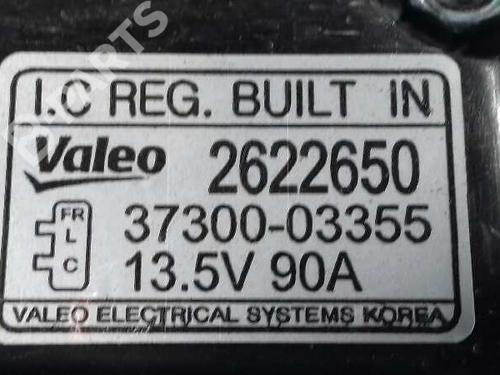 I.C REG. BUILT IN
Valeo 2622650
FR
L
C
37300-03355
13.5V 90A
VALEO ELECTRICAL SYSTEMS KOREA